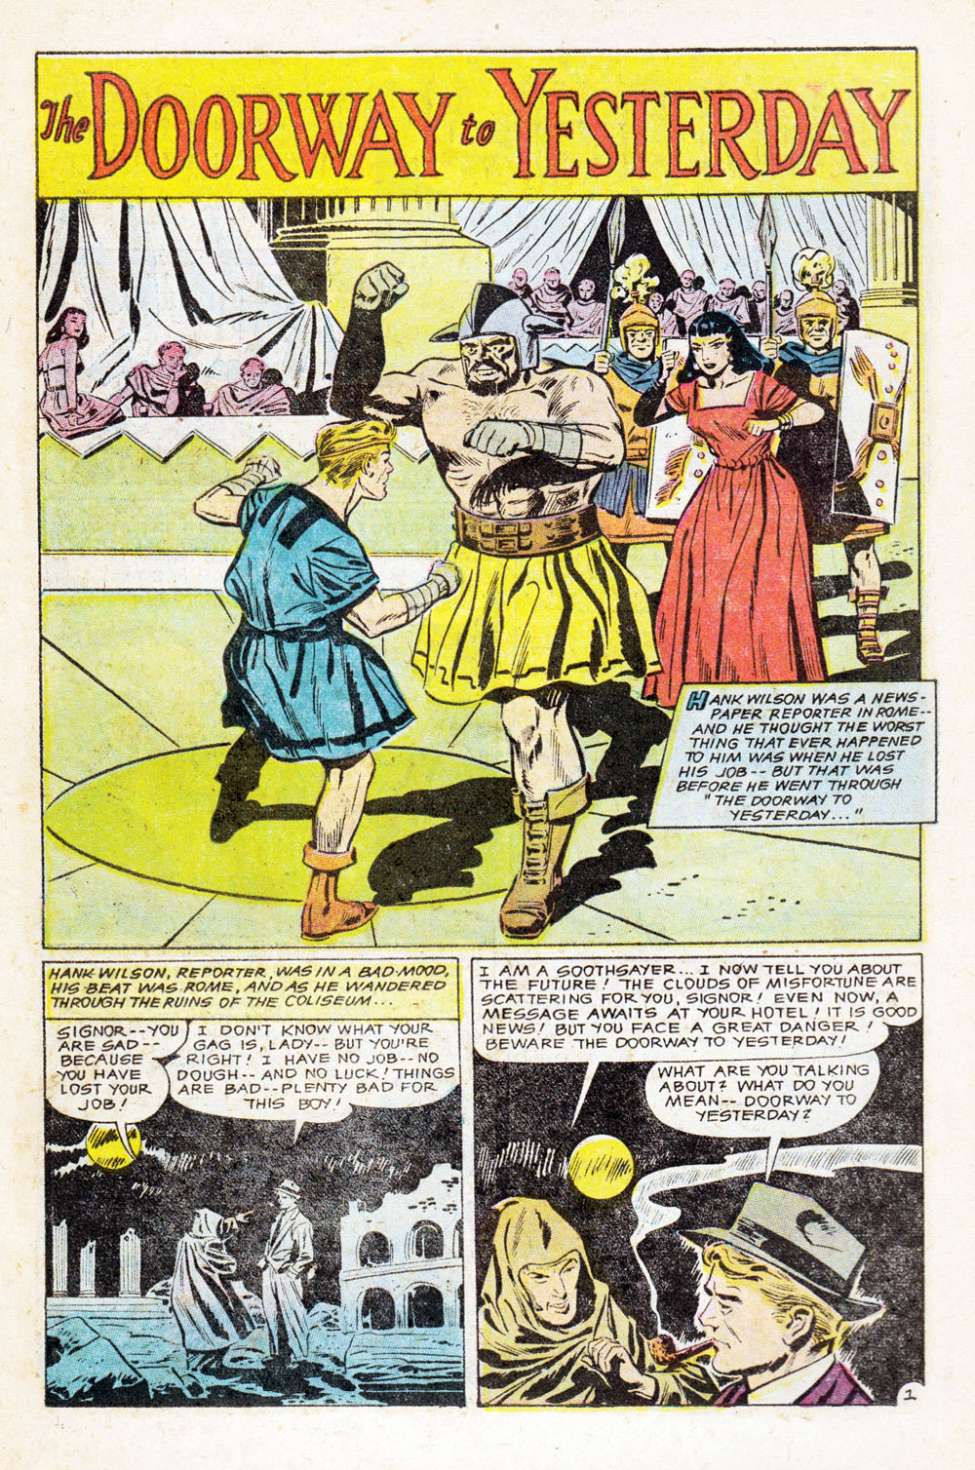 The DOORWAY to YESTERDAY
HANK WILSON WAS A NEWS-
PAPER REPORTER IN ROME--
AND HE THOUGHT THE WORST
THING THAT EVER HAPPENED
TO HIM WAS WHEN HE LOST
HIS JOB-- BUT THAT WAS
BEFORE HE WENT THROUGH
"THE DOORWAY TO
YESTERDAY..."
HANK WILSON, REPORTER, WAS IN A BAD MOOD,
HIS BEAT WAS ROME, AND AS HE WANDERED
THROUGH THE RUINS OF THE COLISEUM...
SIGNOR--YOU
ARE SAD--
BECAUSE
YOU HAVE
LOST YOUR
JOB!
I DON'T KNOW WHAT YOUR
GAG IS, LADY-- BUT YOU'RE
RIGHT! I HAVE NO JOB-- NO
DOUGH-- AND NO LUCK! THINGS
ARE BAD--PLENTY BAD FOR
THIS BOY!
I AM A SOOTHSAYER... I NOW TELL YOU ABOUT
THE FUTURE! THE CLOUDS OF MISFORTUNE ARE
SCATTERING FOR YOU, SIGNOR! EVEN NOW, A
MESSAGE AWAITS AT YOUR HOTEL! IT IS GOOD
NEWS! BUT YOU FACE A GREAT DANGER!
BEWARE THE DOORWAY TO YESTERDAY!
WHAT ARE YOU TALKING
ABOUT? WHAT DO YOU
MEAN-- DOORWAY TO
YESTERDAY?
1